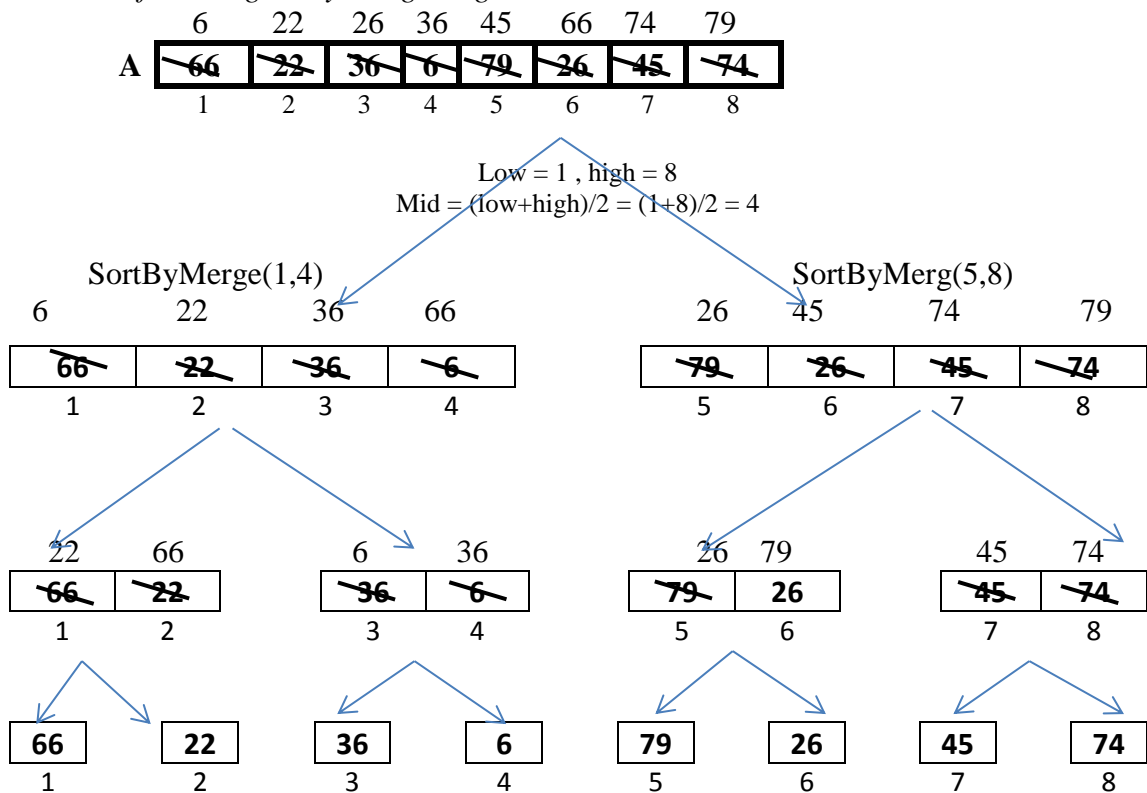 6 22 26 36 45 66 74 79
A 66 22 36 6 79 26 45 74
1 2 3 4 5 6 7 8
Low = 1 , high = 8
Mid = (low+high)/2 = (1+8)/2 = 4
SortByMerge(1,4) SortByMerg(5,8)
6 22 36 66 26 45 74 79
66 22 36 6 79 26 45 74
1 2 3 4 5 6 7 8
22 66 6 36 26 79 45 74
66 22 36 6 79 26 45 74
1 2 3 4 5 6 7 8
66 22 36 6 79 26 45 74
1 2 3 4 5 6 7 8